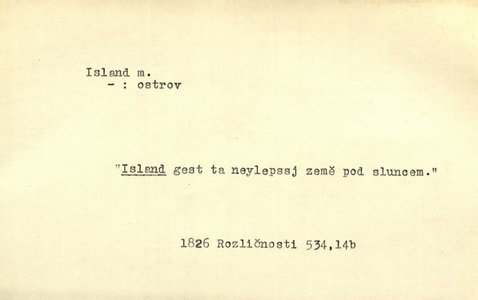 Island m.
- : ostrov
"Island gest ta neylepssj země pod sluncem."
1826 Rozličnosti 534,14b